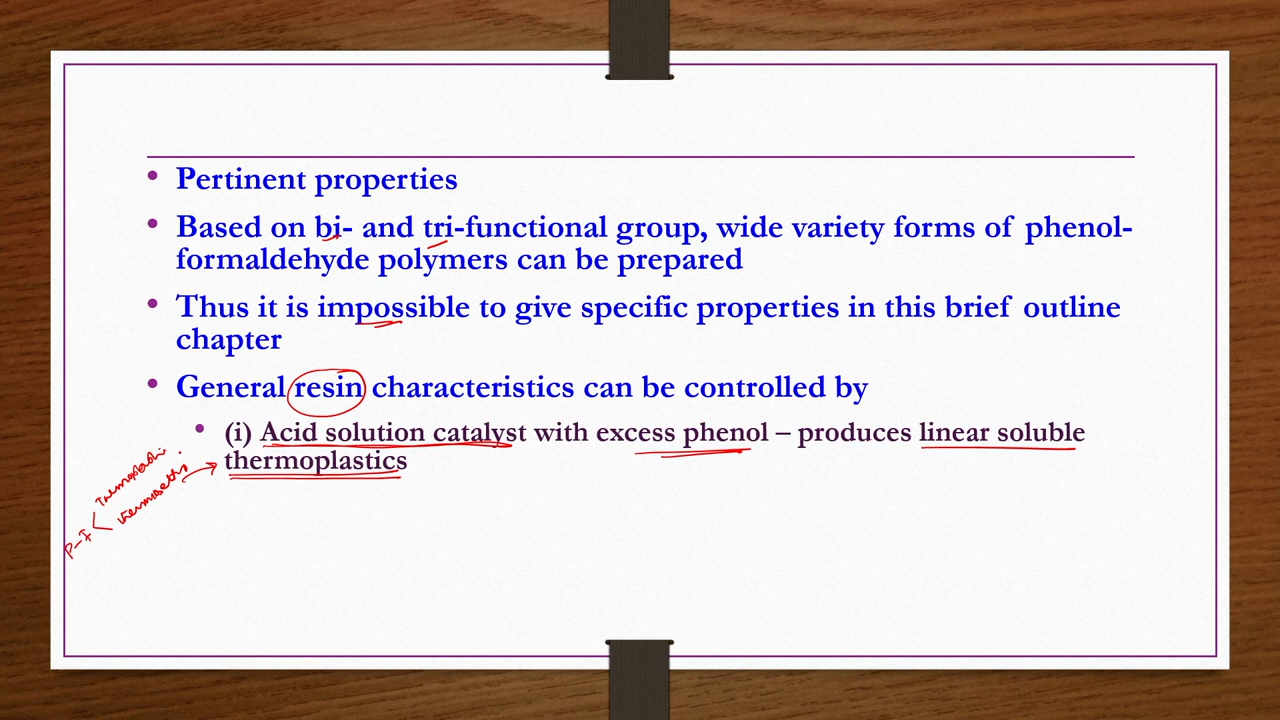 Pertinent properties
Based on bi- and tri-functional group, wide variety forms of phenol-
formaldehyde polymers can be prepared
Thus it is impossible to give specific properties in this brief outline
chapter
General resin characteristics can be controlled by
(i) Acid solution catalyst with excess phenol – produces linear soluble
thermoplastics
P-F
Thermoplastic